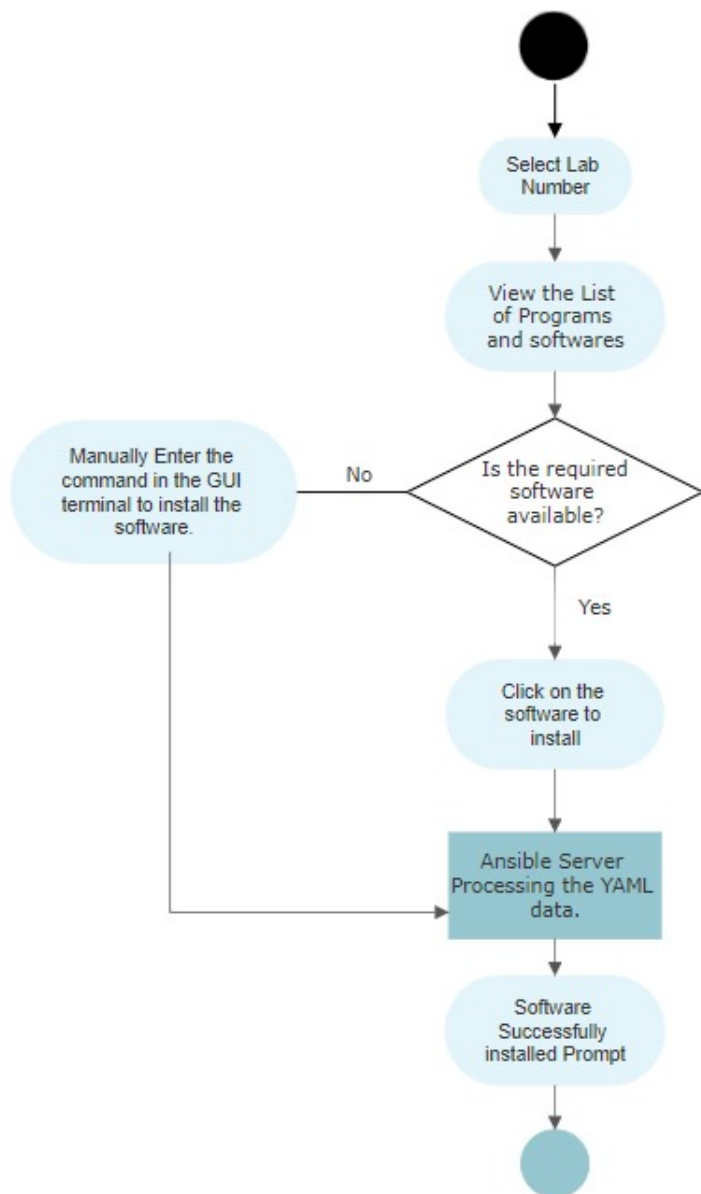 Select Lab
Number
View the List
of Programs
and softwares
Is the required
software
available?
No
Manually Enter the
command in the GUI
terminal to install the
software.
Yes
Click on the
software to
install
Ansible Server
Processing the YAML
data.
Software
Successfully
installed Prompt